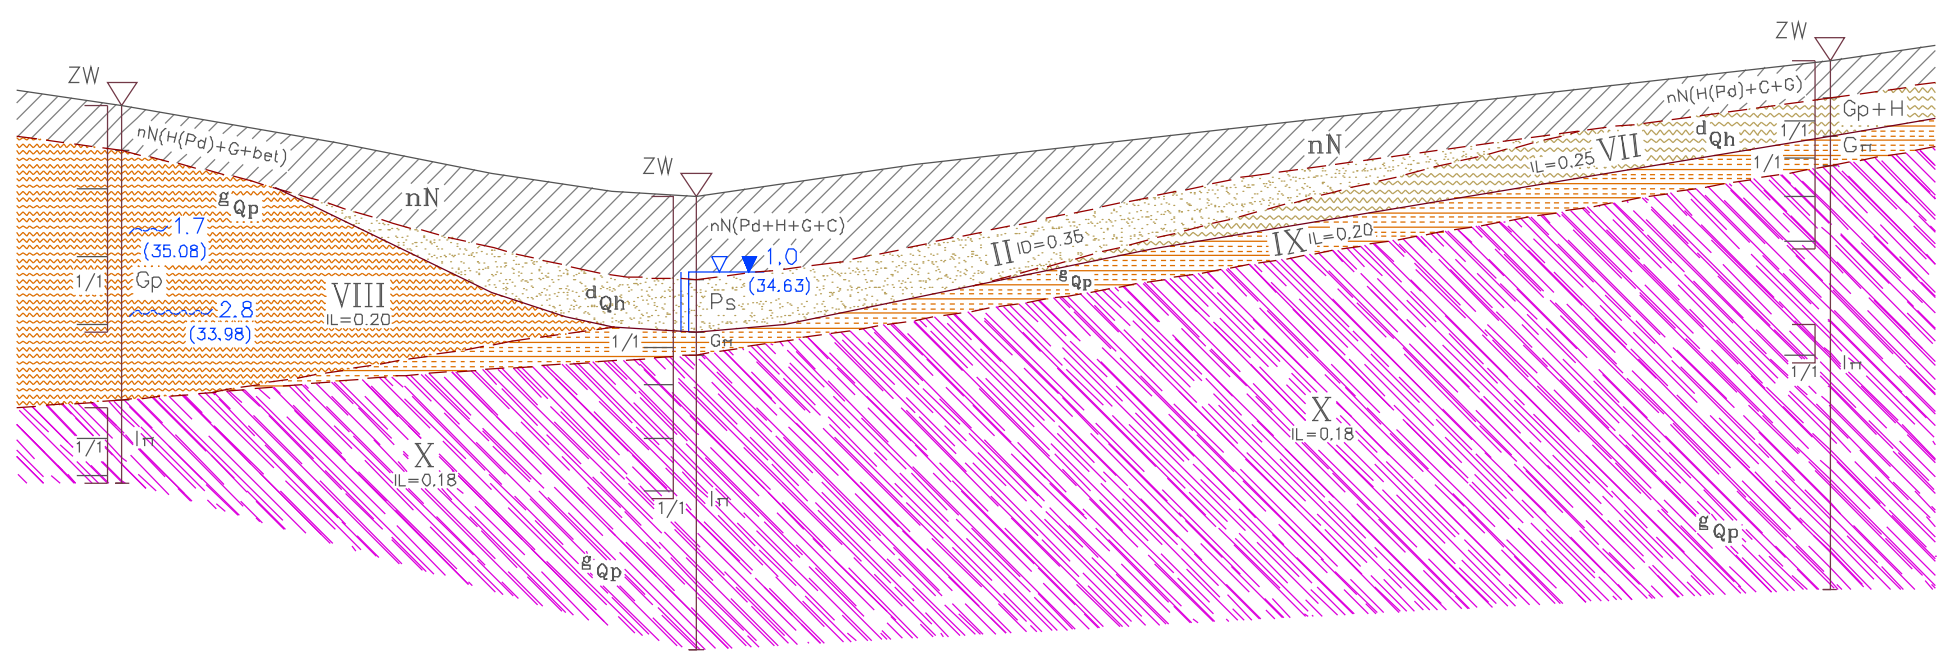 ZW
nN(H(Pd)+G+bet)
nN
gQp
1.7
(35.08)
1/1
Gp
VIII
IL=0.20
2.8
(33.98)
1/1
Iπ
X
IL=0.18
ZW
nN(Pd+H+G+C)
1.0
(34.63)
dQh
Ps
1/1
Gπ
1/1
Iπ
gQp
II ID=0.35
gQp
nN
IX IL=0.20
IL=0.25 VII
X
IL=0.18
ZW
nN(H(Pd)+C+G)
dQh
1/1
Gp+H
1/1
Gπ
1/1
Iπ
gQp